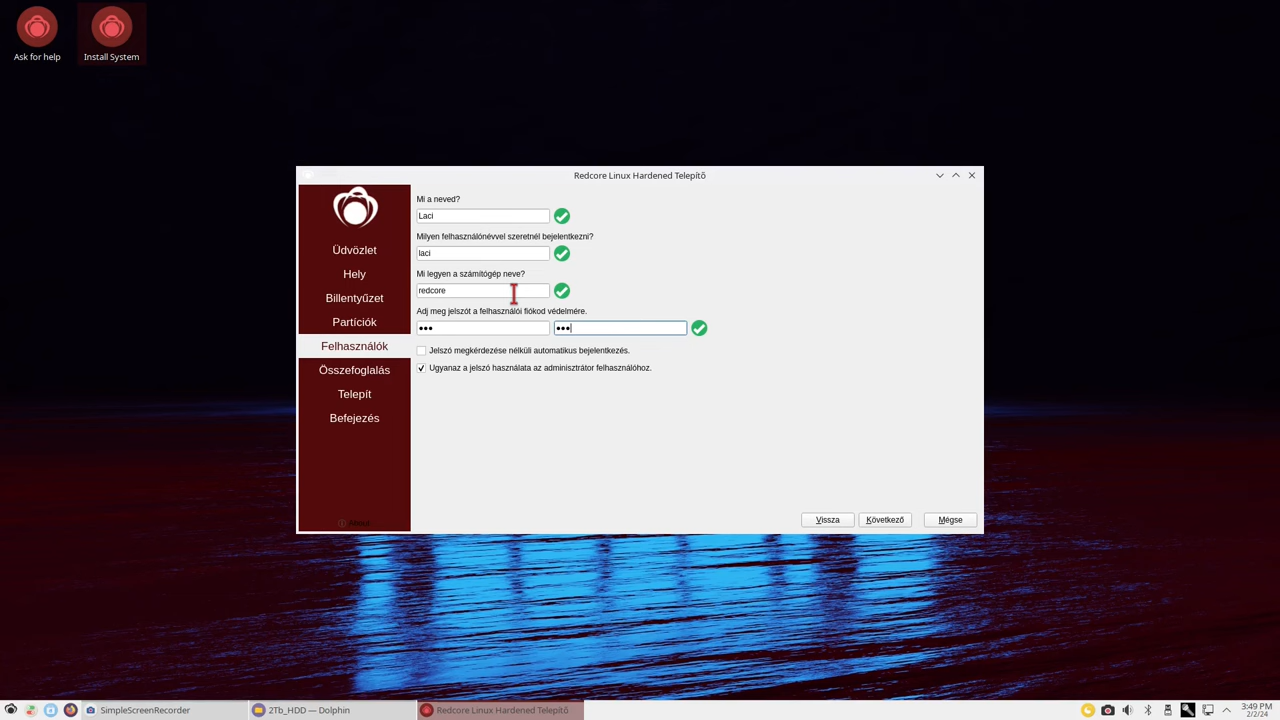 Ask for help
Install System
Redcore Linux Hardened Telepítő
Üdvözlet
Hely
Billentyűzet
Partíciók
Felhasználók
Összefoglalás
Telepít
Befejezés
About
Mi a neved?
Laci
Milyen felhasználónévvel szeretnél bejelentkezni?
laci
Mi legyen a számítógép neve?
redcore
Adj meg jelszót a felhasználói fiókod védelmére.
Jelszó megkérdezése nélküli automatikus bejelentkezés.
Ugyanaz a jelszó használata az adminisztrátor felhasználóhoz.
Vissza
Következő
Mégse
SimpleScreenRecorder
2Tb_HDD — Dolphin
Redcore Linux Hardened Telepítő
3:49 PM
2/2/24